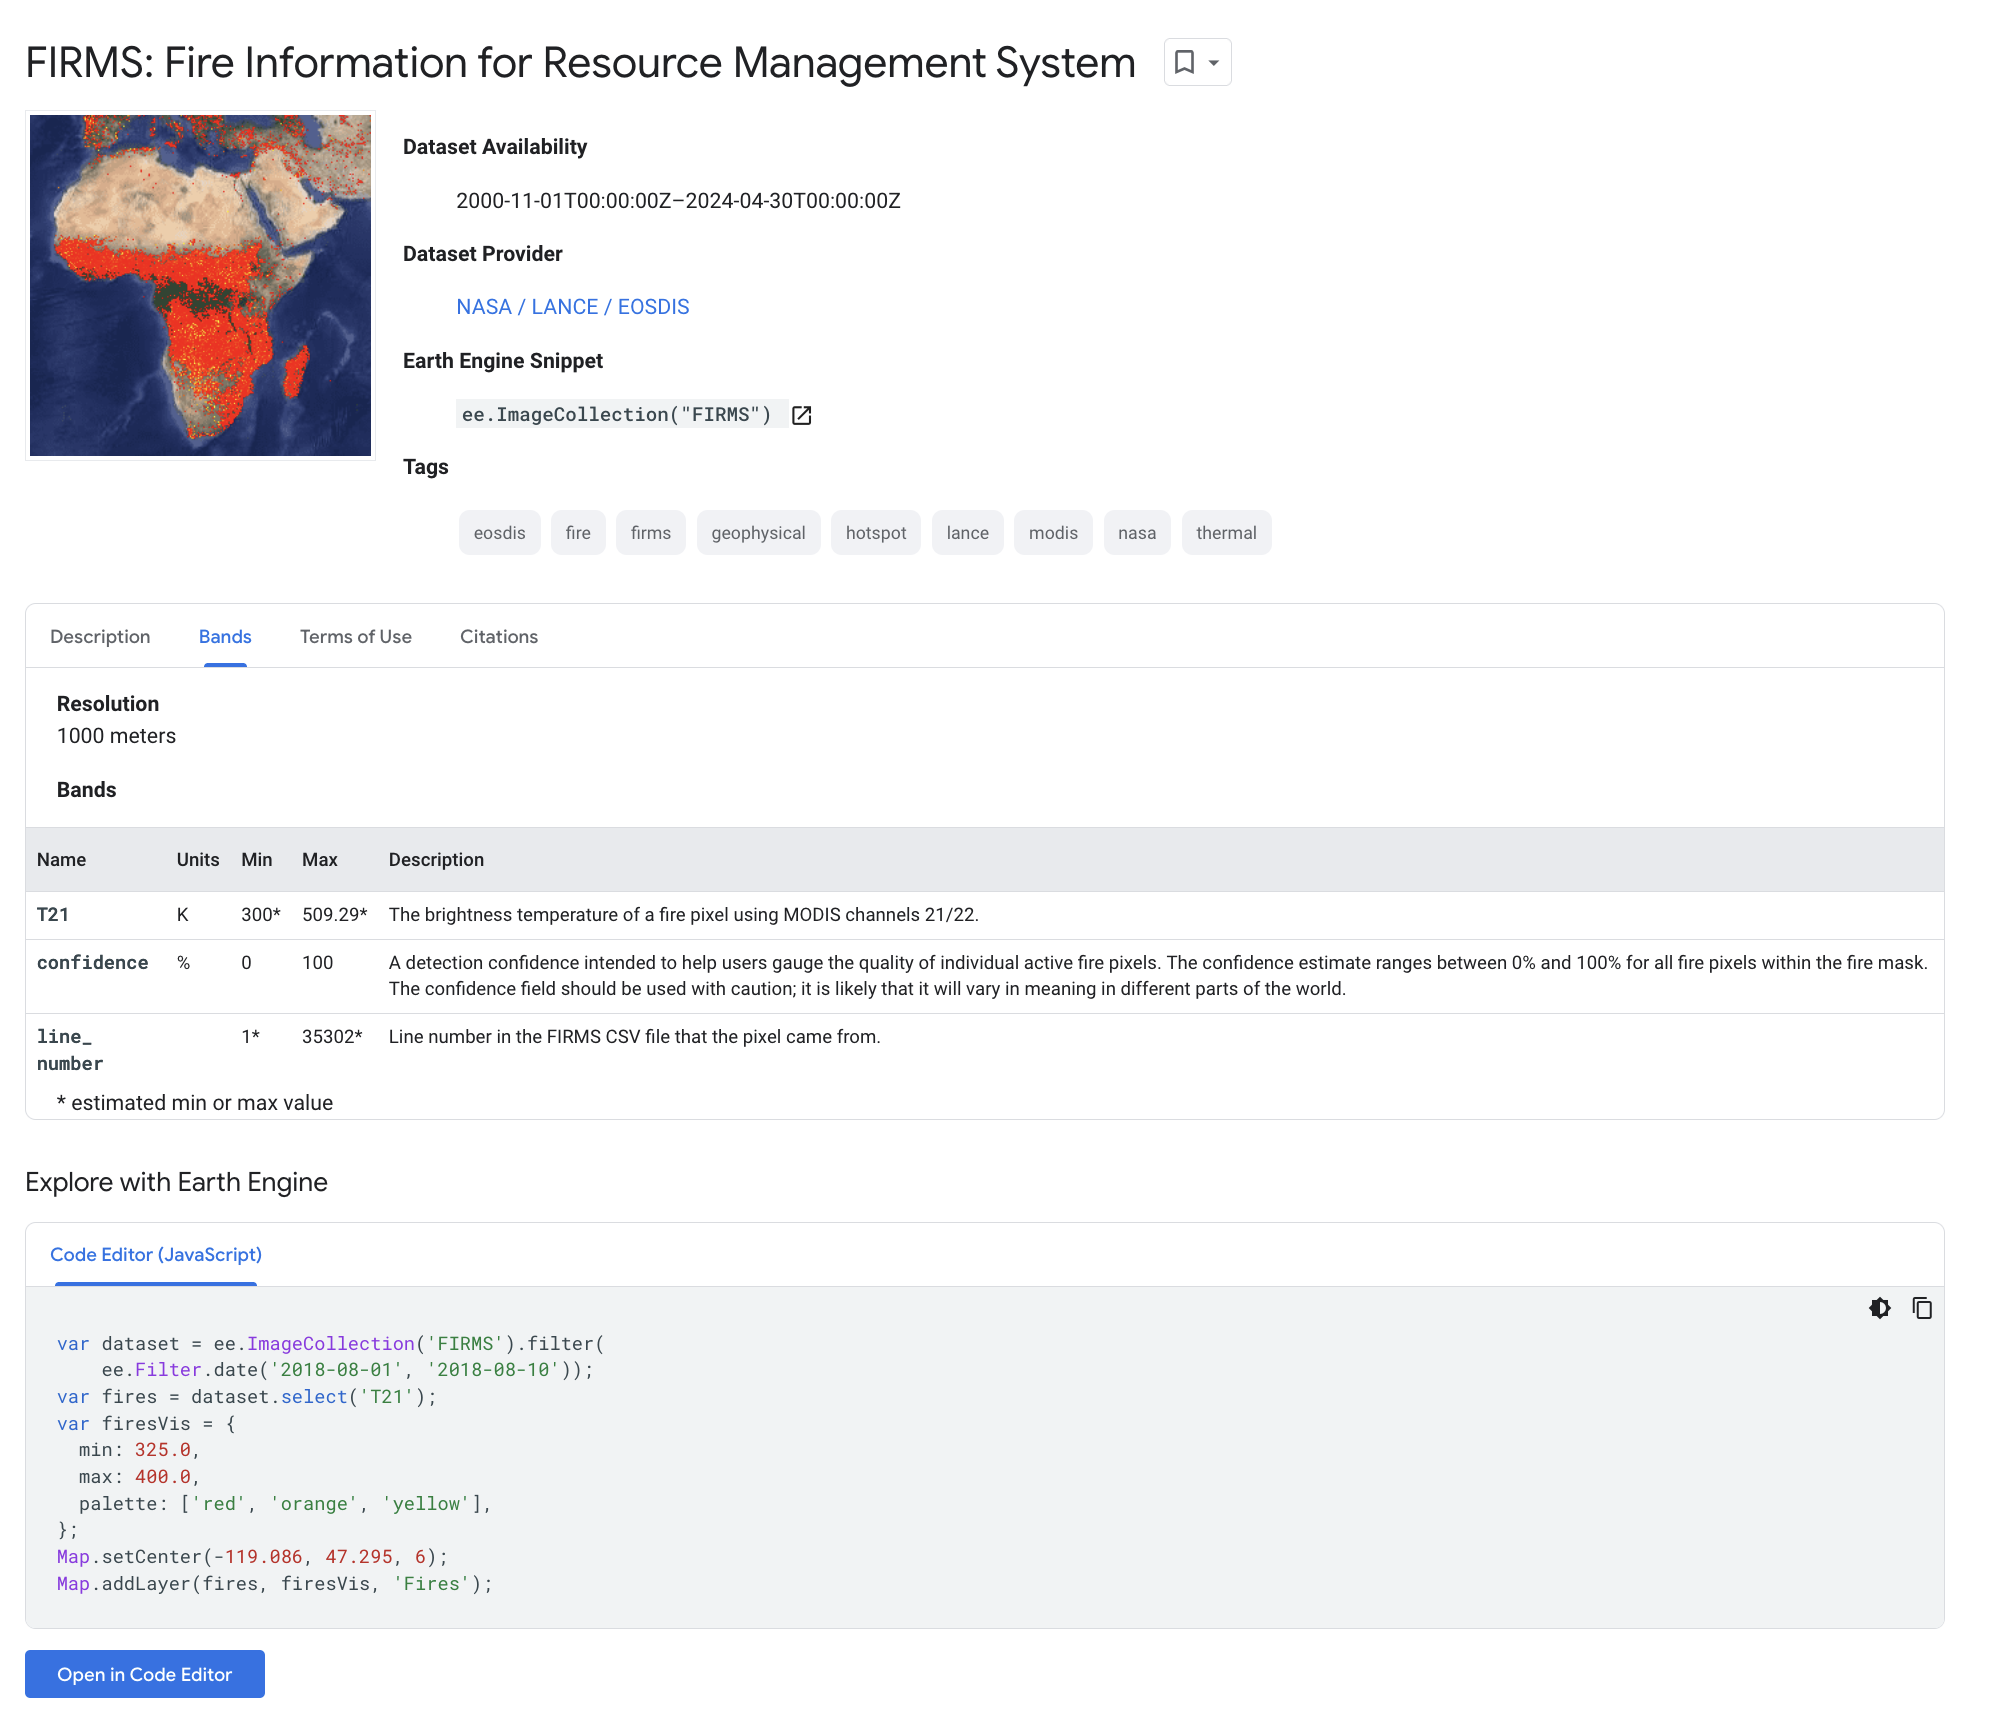 FIRMS: Fire Information for Resource Management System
Dataset Availability
2000-11-01T00:00:00Z–2024-04-30T00:00:00Z
Dataset Provider
NASA / LANCE / EOSDIS
Earth Engine Snippet
ee.ImageCollection("FIRMS")
Tags
eosdis fire firms geophysical hotspot lance modis nasa thermal
Description Bands Terms of Use Citations
Resolution
1000 meters
Bands
Name Units Min Max Description
T21 K 300* 509.29* The brightness temperature of a fire pixel using MODIS channels 21/22.
confidence % 0 100 A detection confidence intended to help users gauge the quality of individual active fire pixels. The confidence estimate ranges between 0% and 100% for all fire pixels within the fire mask.
The confidence field should be used with caution; it is likely that it will vary in meaning in different parts of the world.
line_ 1* 35302* Line number in the FIRMS CSV file that the pixel came from.
number
* estimated min or max value
Explore with Earth Engine
Code Editor (JavaScript)
var dataset = ee.ImageCollection('FIRMS').filter(
    ee.Filter.date('2018-08-01', '2018-08-10'));
var fires = dataset.select('T21');
var firesVis = {
  min: 325.0,
  max: 400.0,
  palette: ['red', 'orange', 'yellow'],
};
Map.setCenter(-119.086, 47.295, 6);
Map.addLayer(fires, firesVis, 'Fires');
Open in Code Editor